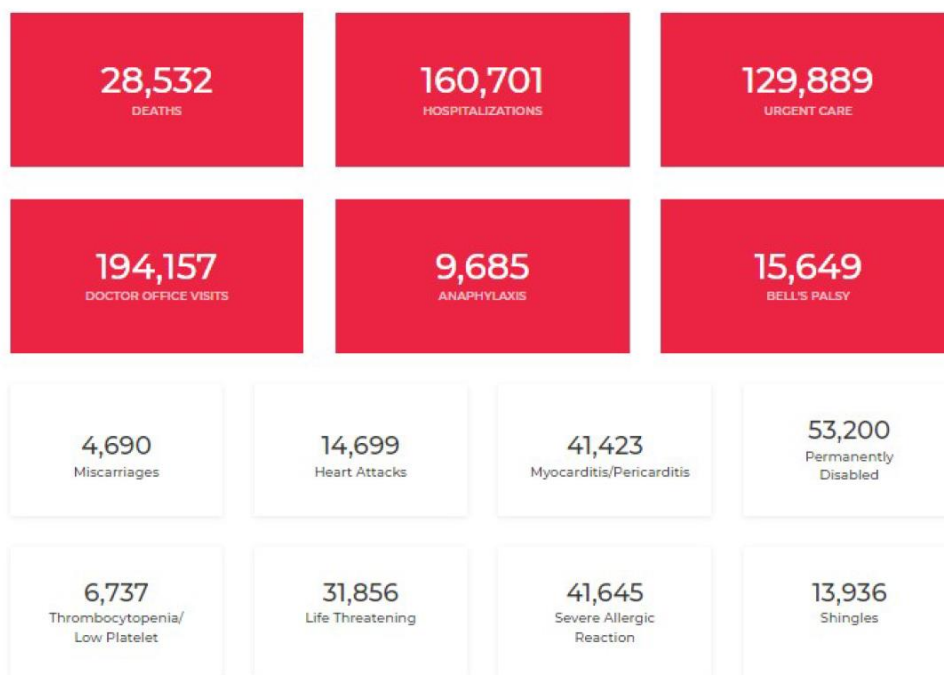 28,532
DEATHS
160,701
HOSPITALIZATIONS
129,889
URGENT CARE
194,157
DOCTOR OFFICE VISITS
9,685
ANAPHYLAXIS
15,649
BELL'S PALSY
4,690
Miscarriages
14,699
Heart Attacks
41,423
Myocarditis/Pericarditis
53,200
Permanently
Disabled
6,737
Thrombocytopenia/
Low Platelet
31,856
Life Threatening
41,645
Severe Allergic
Reaction
13,936
Shingles